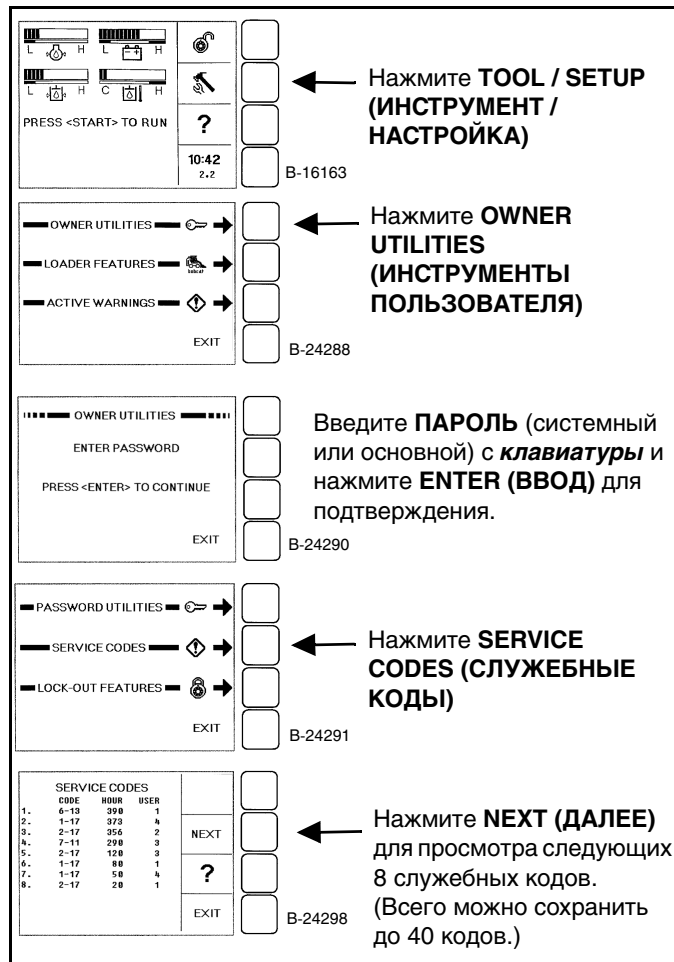 L H L H
L H C H
PRESS <START> TO RUN
?
10:42
2.2
B-16163
Нажмите TOOL / SETUP
(ИНСТРУМЕНТ /
НАСТРОЙКА)
OWNER UTILITIES
LOADER FEATURES
bobcat
ACTIVE WARNINGS
EXIT
B-24288
Нажмите OWNER
UTILITIES
(ИНСТРУМЕНТЫ
ПОЛЬЗОВАТЕЛЯ)
OWNER UTILITIES
ENTER PASSWORD
PRESS <ENTER> TO CONTINUE
EXIT
B-24290
Введите ПАРОЛЬ (системный
или основной) с клавиатуры и
нажмите ENTER (ВВОД) для
подтверждения.
PASSWORD UTILITIES
SERVICE CODES
LOCK-OUT FEATURES
EXIT
B-24291
Нажмите SERVICE
CODES (СЛУЖЕБНЫЕ
КОДЫ)
SERVICE CODES
CODE HOUR USER
1. 6-13 390 1
2. 1-17 373 4
3. 2-17 356 2
4. 7-11 290 3
5. 2-17 120 3
6. 1-17 80 1
7. 1-17 50 4
8. 2-17 20 1
NEXT
?
EXIT
B-24298
Нажмите NEXT (ДАЛЕЕ)
для просмотра следующих
8 служебных кодов.
(Всего можно сохранить
до 40 кодов.)